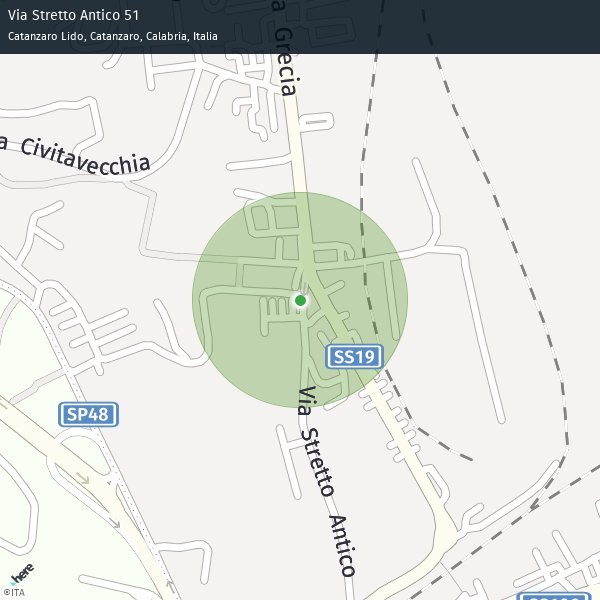 Via Stretto Antico 51
Catanzaro Lido, Catanzaro, Calabria, Italia
a Grecia
a Civitavecchia
SS19
SP48
Via Stretto Antico
here
©ITA